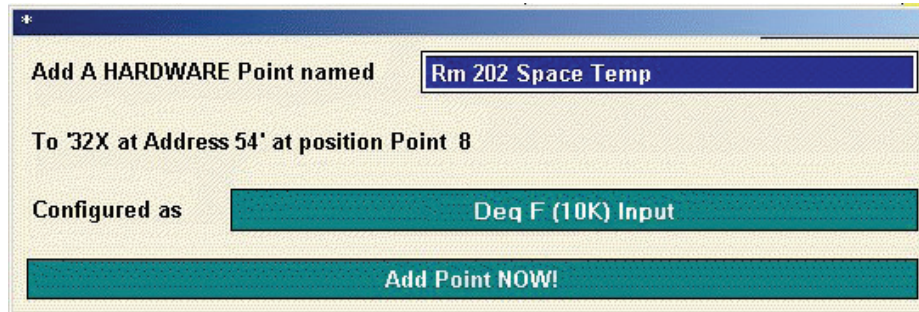 *
Add A HARDWARE Point named Rm 202 Space Temp
To '32X at Address 54' at position Point 8
Configured as Deq F (10K) Input
Add Point NOW!